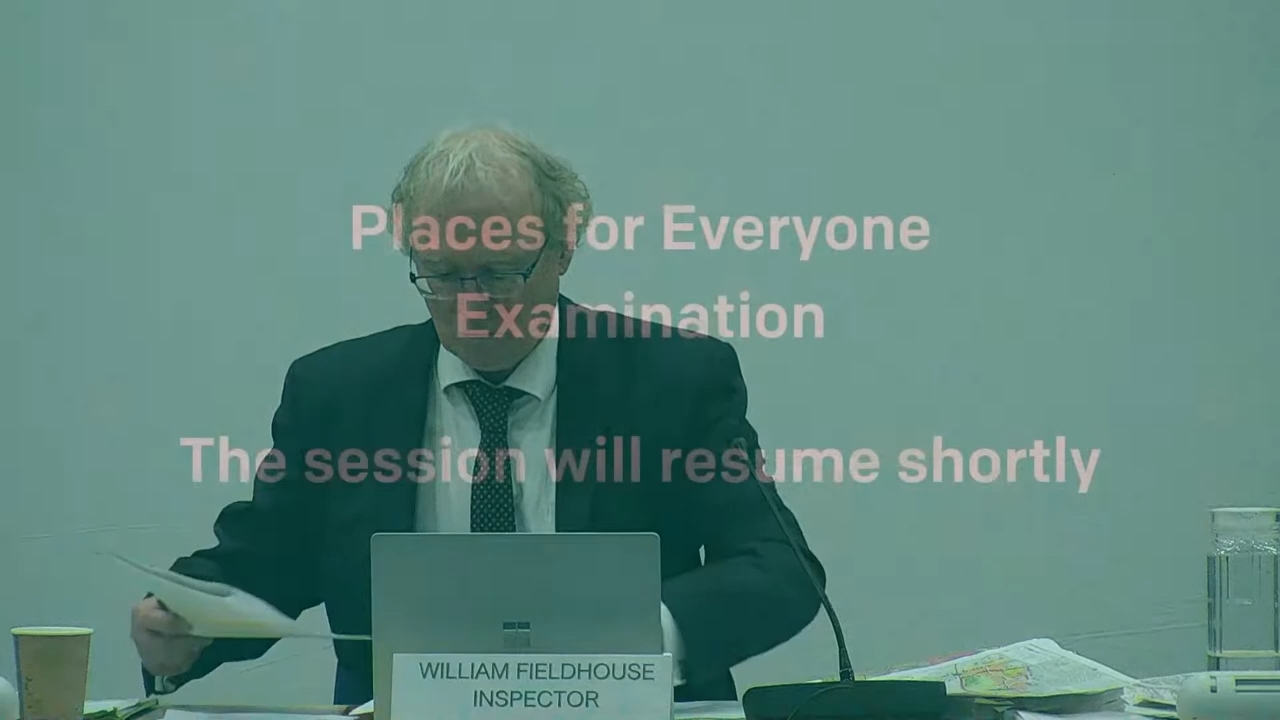 Places for Everyone
Examination
The session will resume shortly
WILLIAM FIELDHOUSE
INSPECTOR